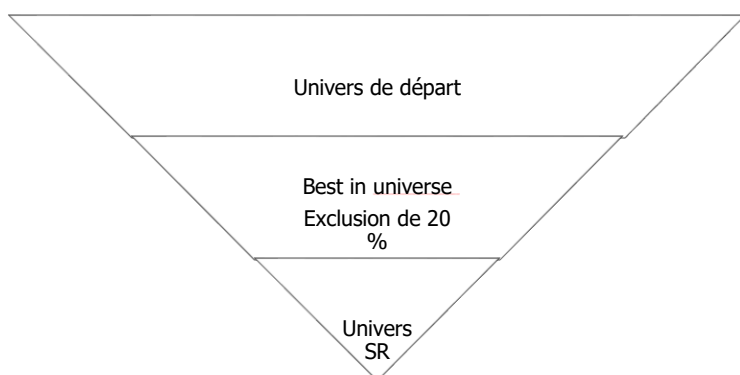 Univers de départ
Best in universe
Exclusion de 20
%
Univers
SR